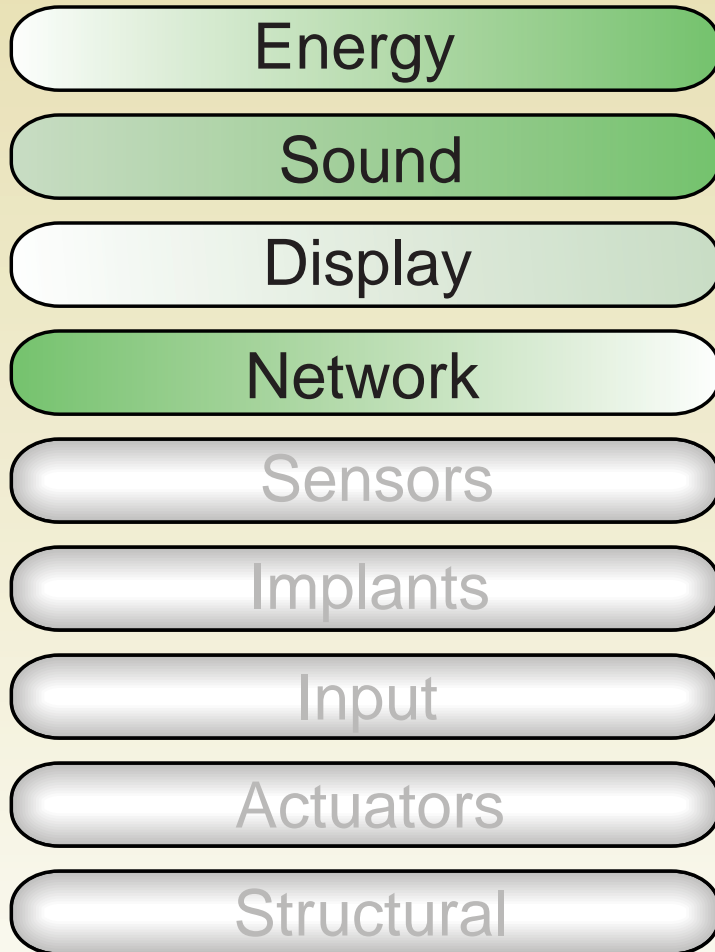 Energy
Sound
Display
Network
Sensors
Implants
Input
Actuators
Structural